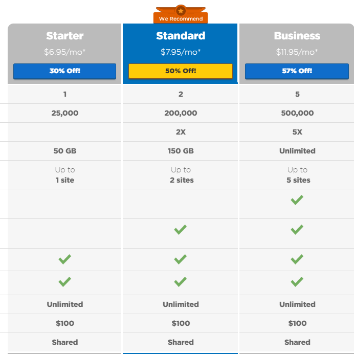 We Recommend
Starter Standard Business
$6.95/mo* $7.95/mo* $11.95/mo*
30% Off! 50% Off! 57% Off!
1 2 5
25,000 200,000 500,000
2X 5X
50 GB 150 GB Unlimited
Up to Up to Up to
1 site 2 sites 5 sites
Unlimited Unlimited Unlimited
$100 $100 $100
Shared Shared Shared